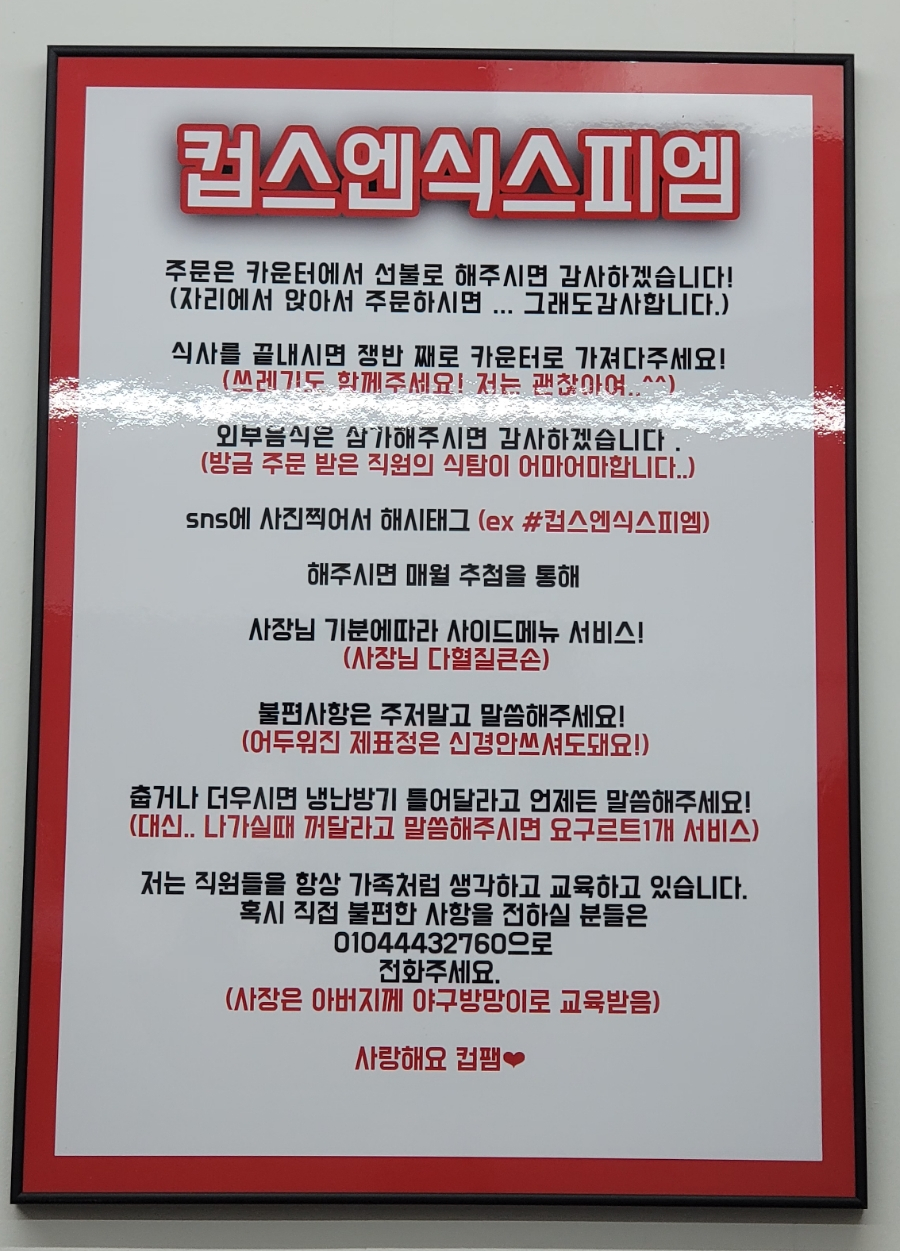 컵스엔식스피엠
주문은 카운터에서 선불로 해주시면 감사하겠습니다!
(자리에서 앉아서 주문하시면 ... 그래도감사합니다.)
식사를 끝내시면 쟁반 째로 카운터로 가져다주세요!
(쓰레기도 함께주세요! 저는 괜찮아여..^^)
외부음식은 삼가해주시면 감사하겠습니다 .
(방금 주문 받은 직원의 식탐이 어마어마합니다..)
sns에 사진찍어서 해시태그 (ex #컵스엔식스피엠)
해주시면 매월 추첨을 통해
사장님 기분에따라 사이드메뉴 서비스!
(사장님 다혈질큰손)
불편사항은 주저말고 말씀해주세요!
(어두워진 제표정은 신경안쓰셔도돼요!)
춥거나 더우시면 냉난방기 틀어달라고 언제든 말씀해주세요!
(대신.. 나가실때 꺼달라고 말씀해주시면 요구르트1개 서비스)
저는 직원들을 항상 가족처럼 생각하고 교육하고 있습니다.
혹시 직접 불편한 사항을 전하실 분들은
01044432760으로
전화주세요.
(사장은 아버지께 야구방망이로 교육받음)
사랑해요 컵팸❤